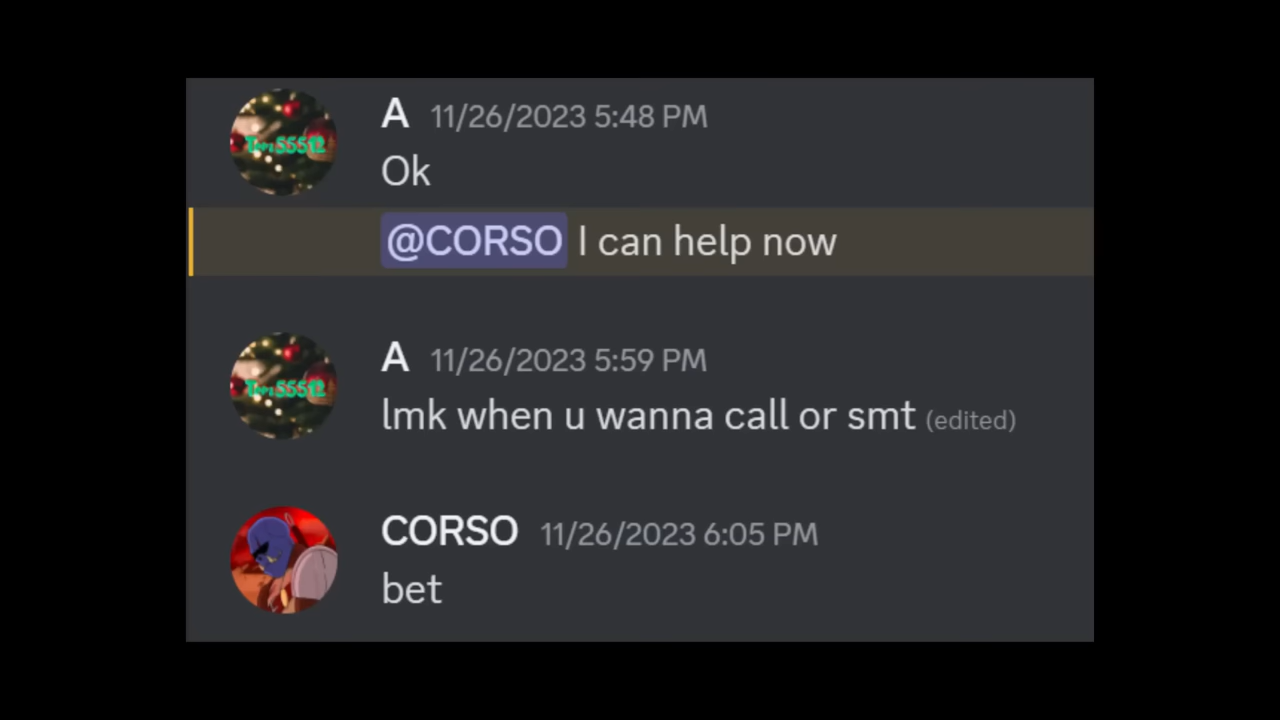 A 11/26/2023 5:48 PM
Ok
@CORSO I can help now
A 11/26/2023 5:59 PM
lmk when u wanna call or smt (edited)
CORSO 11/26/2023 6:05 PM
bet